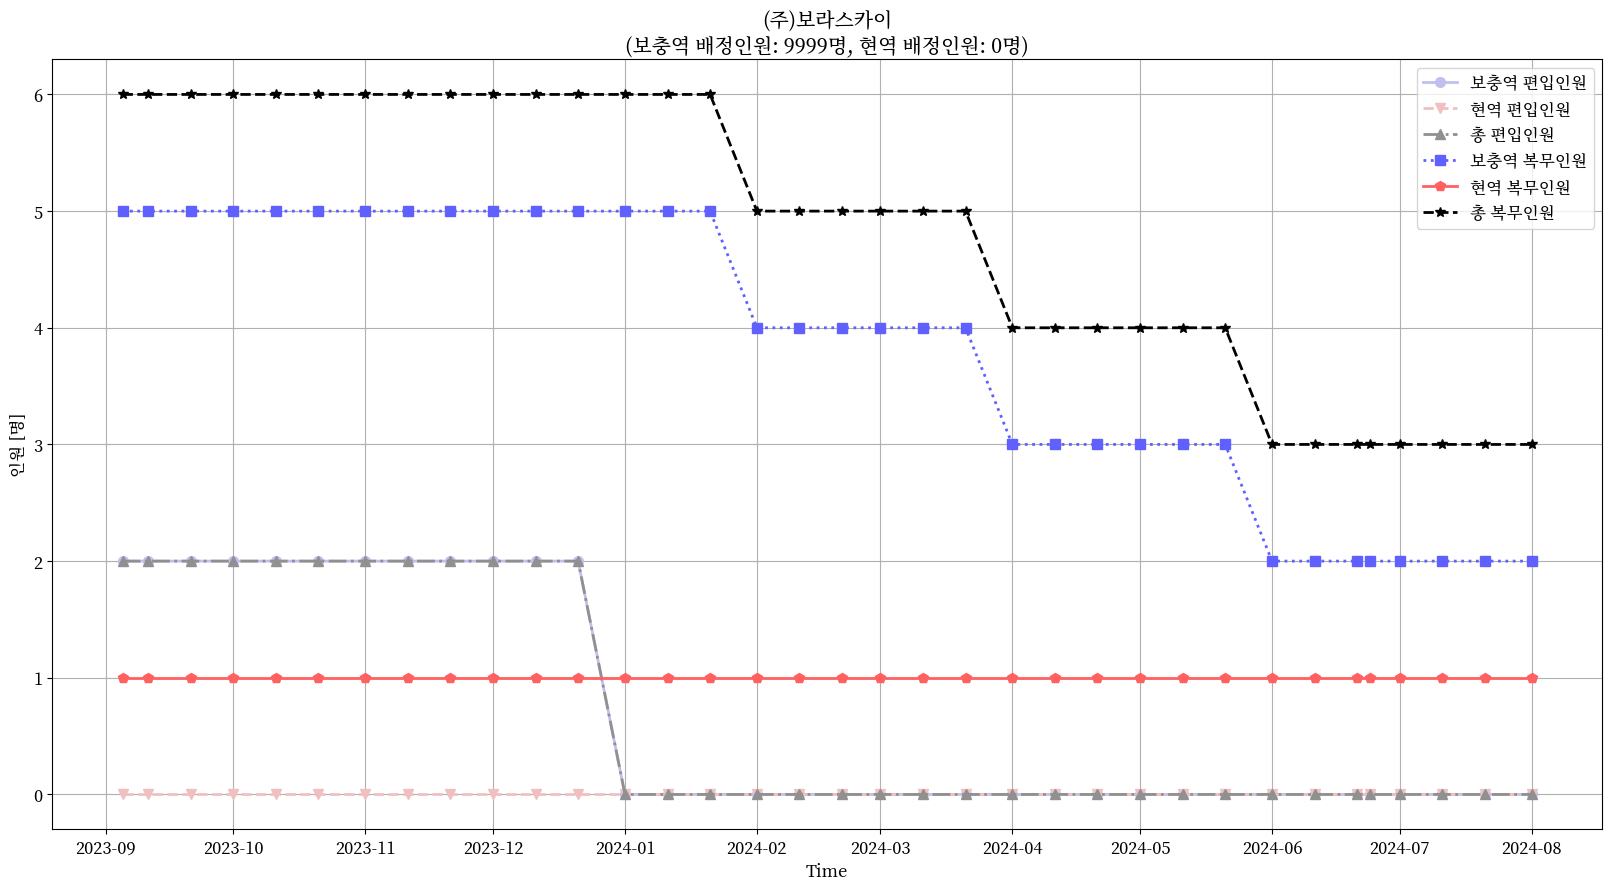 (주)보라스카이
(보충역 배정인원: 9999명, 현역 배정인원: 0명)
보충역 편입인원
현역 편입인원
총 편입인원
보충역 복무인원
현역 복무인원
총 복무인원
인원 [명]
6
5
4
3
2
1
0
2023-09 2023-10 2023-11 2023-12 2024-01 2024-02 2024-03 2024-04 2024-05 2024-06 2024-07 2024-08
Time